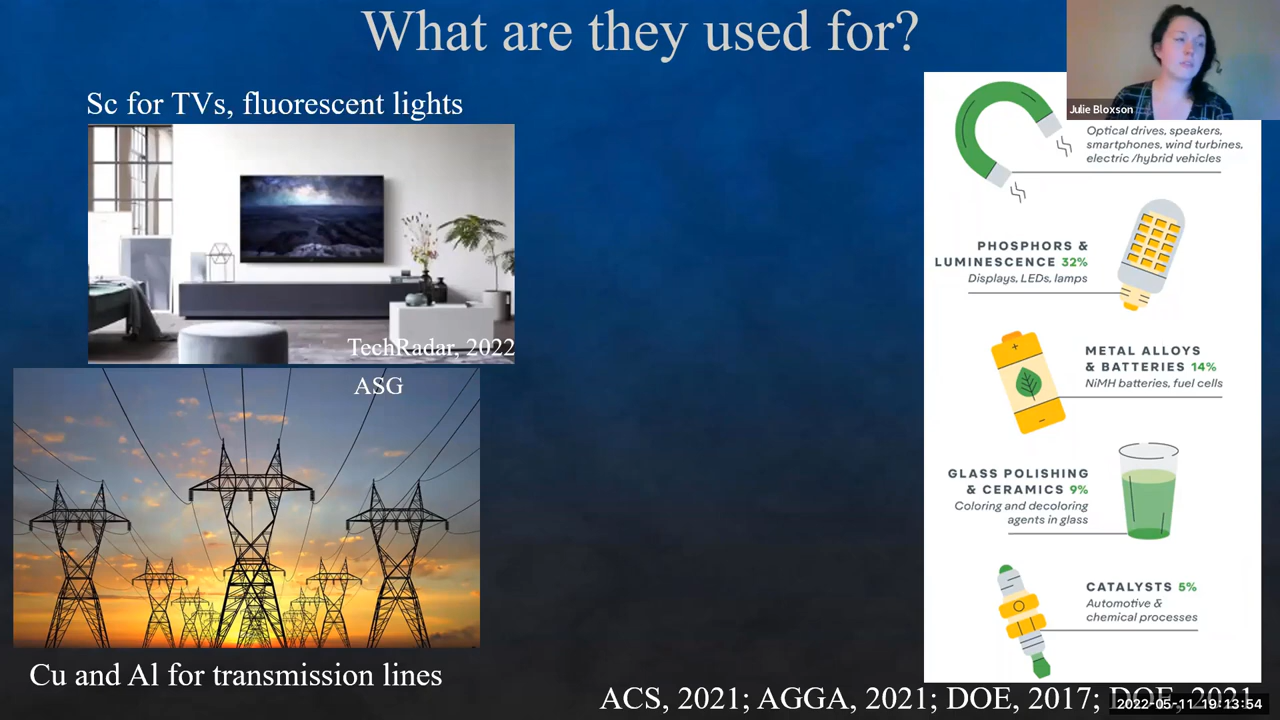 What are they used for?
Julie Bloxson
Sc for TVs, fluorescent lights
TechRadar, 2022
ASG
Cu and Al for transmission lines
Optical drives, speakers,
smartphones, wind turbines,
electric /hybrid vehicles
PHOSPHORS &
LUMINESCENCE 32%
Displays, LEDs, lamps
METAL ALLOYS
& BATTERIES 14%
NiMH batteries, fuel cells
GLASS POLISHING
& CERAMICS 9%
Coloring and decoloring
agents in glass
CATALYSTS 5%
Automotive &
chemical processes
ACS, 2021; AGGA, 2021; DOE, 2017; DOE, 2021
2022-05-11 19:13:54